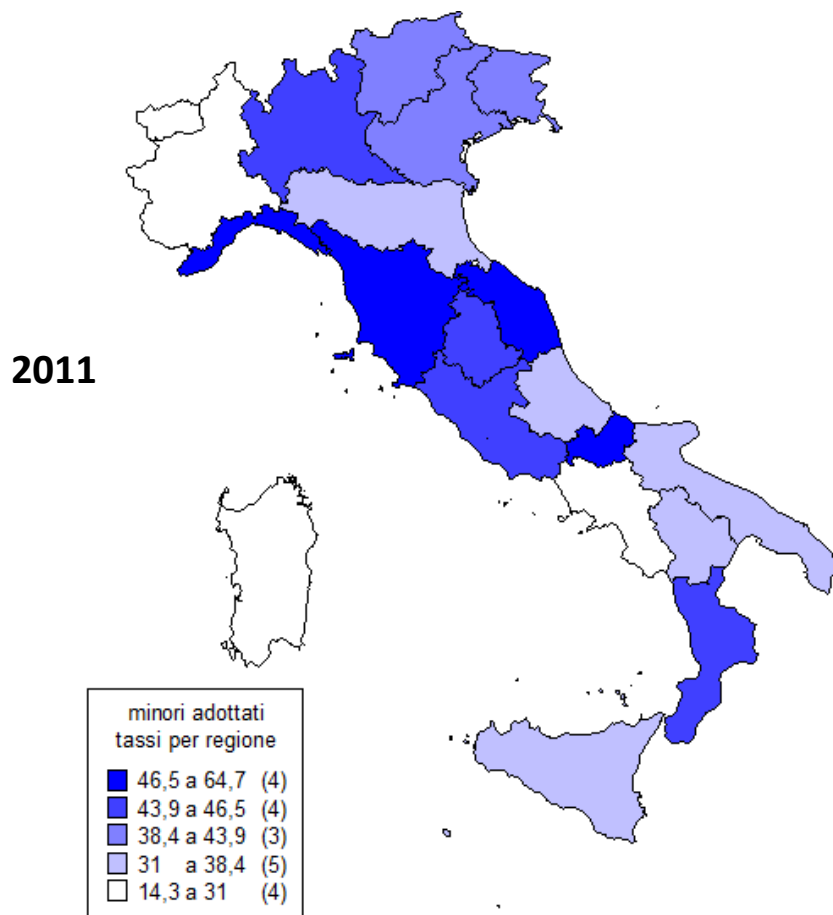 2011
minori adottati
tassi per regione
46,5 a 64,7 (4)
43,9 a 46,5 (4)
38,4 a 43,9 (3)
31 a 38,4 (5)
14,3 a 31 (4)